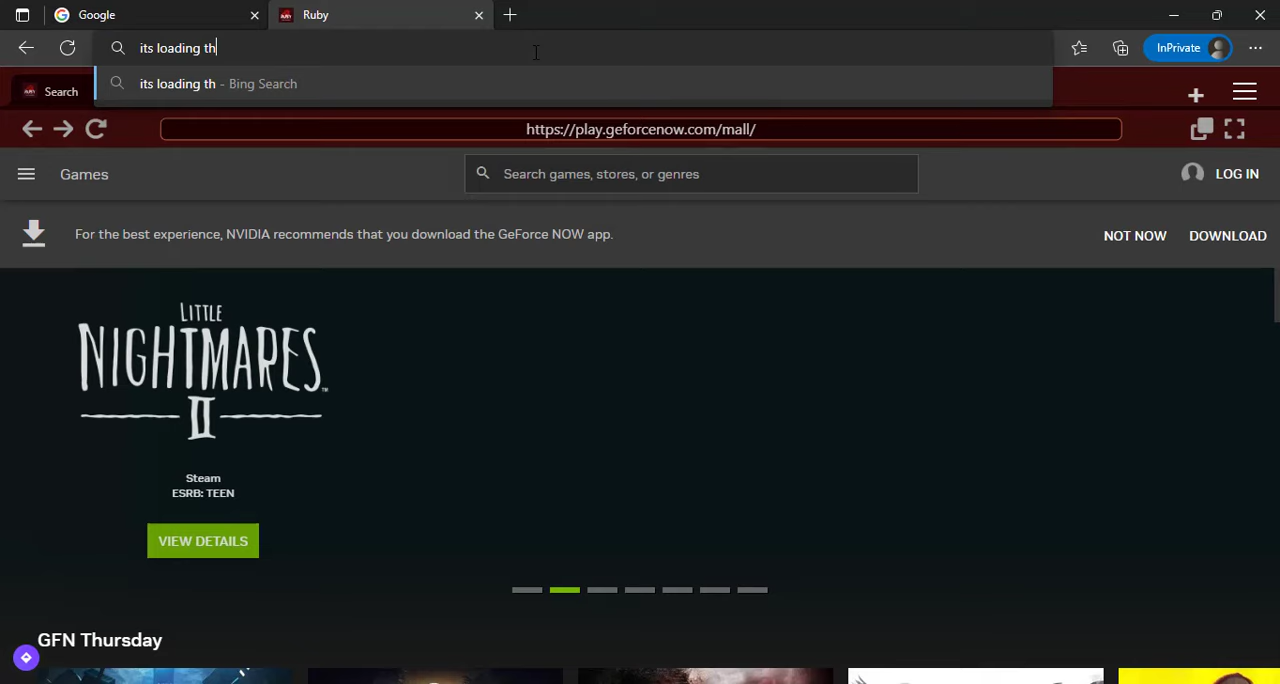 Google
Ruby
its loading th
InPrivate
its loading th - Bing Search
Search
https://play.geforcenow.com/mall/
Games
Search games, stores, or genres
LOG IN
For the best experience, NVIDIA recommends that you download the GeForce NOW app.
NOT NOW
DOWNLOAD
LITTLE
NIGHTMARES
II
Steam
ESRB: TEEN
VIEW DETAILS
GFN Thursday